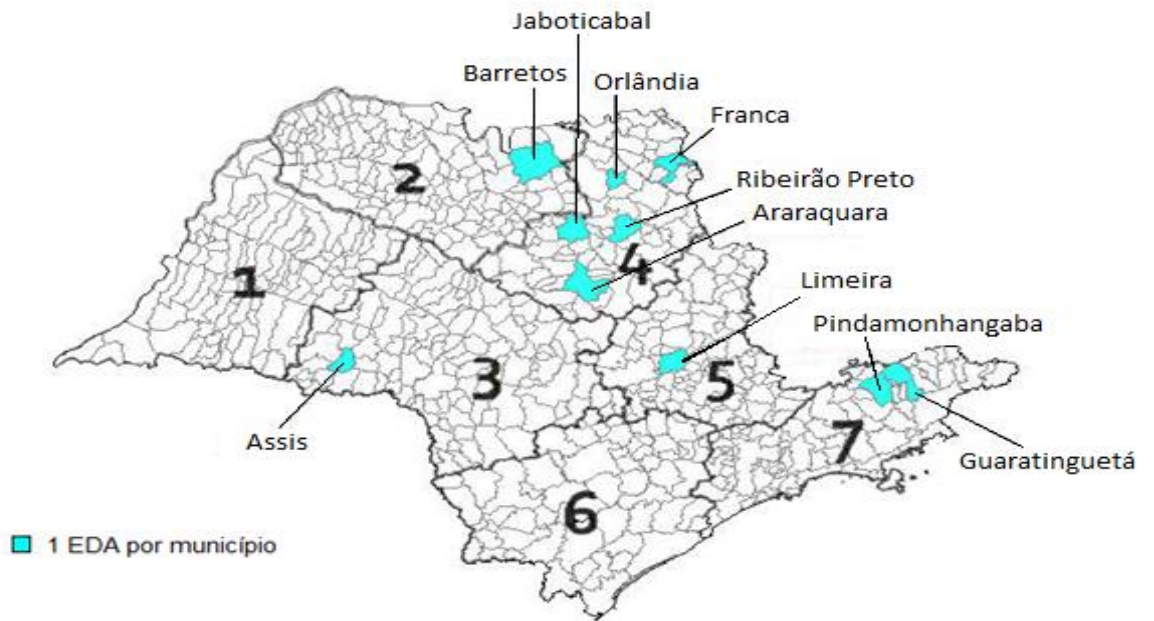 Jaboticabal
Barretos
Orlândia
Franca
2
Ribeirão Preto
Araraquara
4
1
Limeira
Pindamonhangaba
3
5
Assis
7
Guaratinguetá
6
1 EDA por município